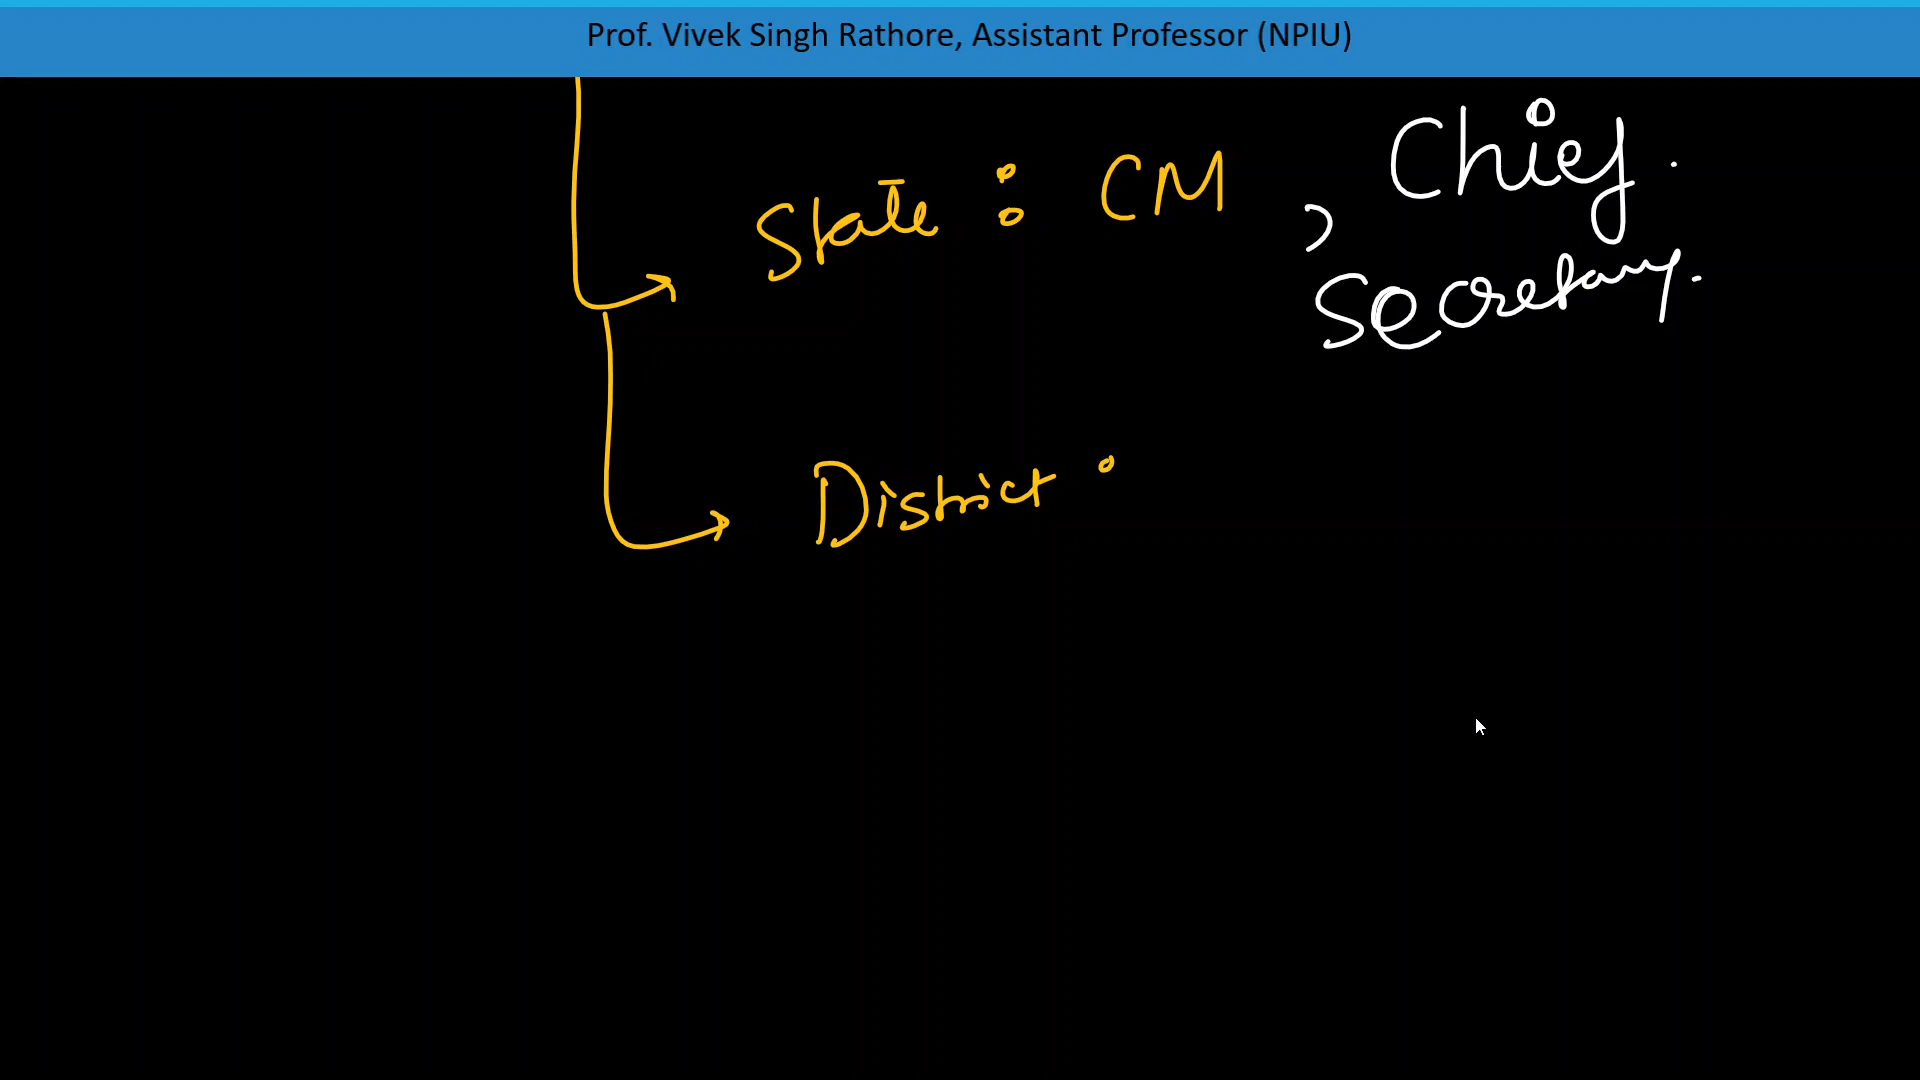 Prof. Vivek Singh Rathore, Assistant Professor (NPIU)
State : CM , Chief.
Secretary.
District :